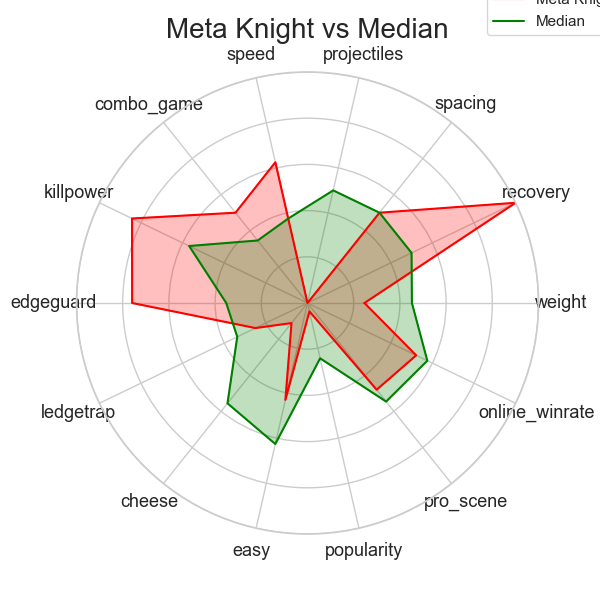 Meta Knight vs Median
Median
speed
projectiles
combo_game
spacing
killpower
recovery
edgeguard
weight
ledgetrap
online_winrate
cheese
pro_scene
easy
popularity